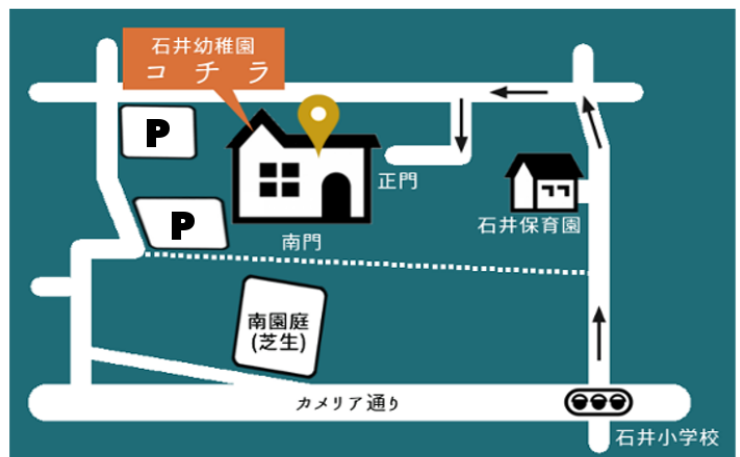 石井幼稚園
コチラ
P
正門
P
石井保育園
南門
南園庭
(芝生)
カメリア通り
石井小学校